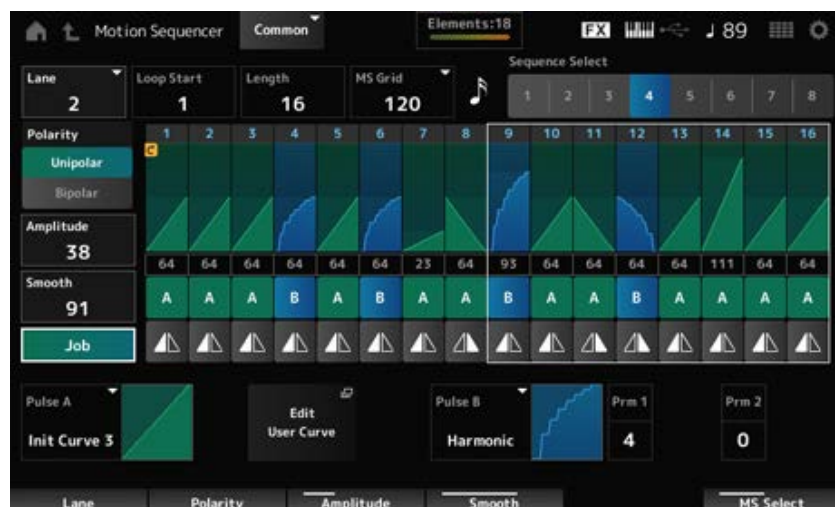 Motion Sequencer Common Elements:18 FX 89
Sequence Select
Lane Loop Start Length MS Grid
2 1 16 120 1 2 3 4 5 6 7 8
Polarity 1 2 3 4 5 6 7 8 9 10 11 12 13 14 15 16
C
Unipolar
Bipolar
Amplitude
38
64 64 64 64 64 64 23 64 93 64 64 64 64 111 64 64
Smooth
91
A A A B A B A A B A A B A A A A
Job
Pulse A Edit Pulse B Prm 1 Prm 2
User Curve
Init Curve 3 Harmonic 4 0
Lane Polarity Amplitude Smooth MS Select